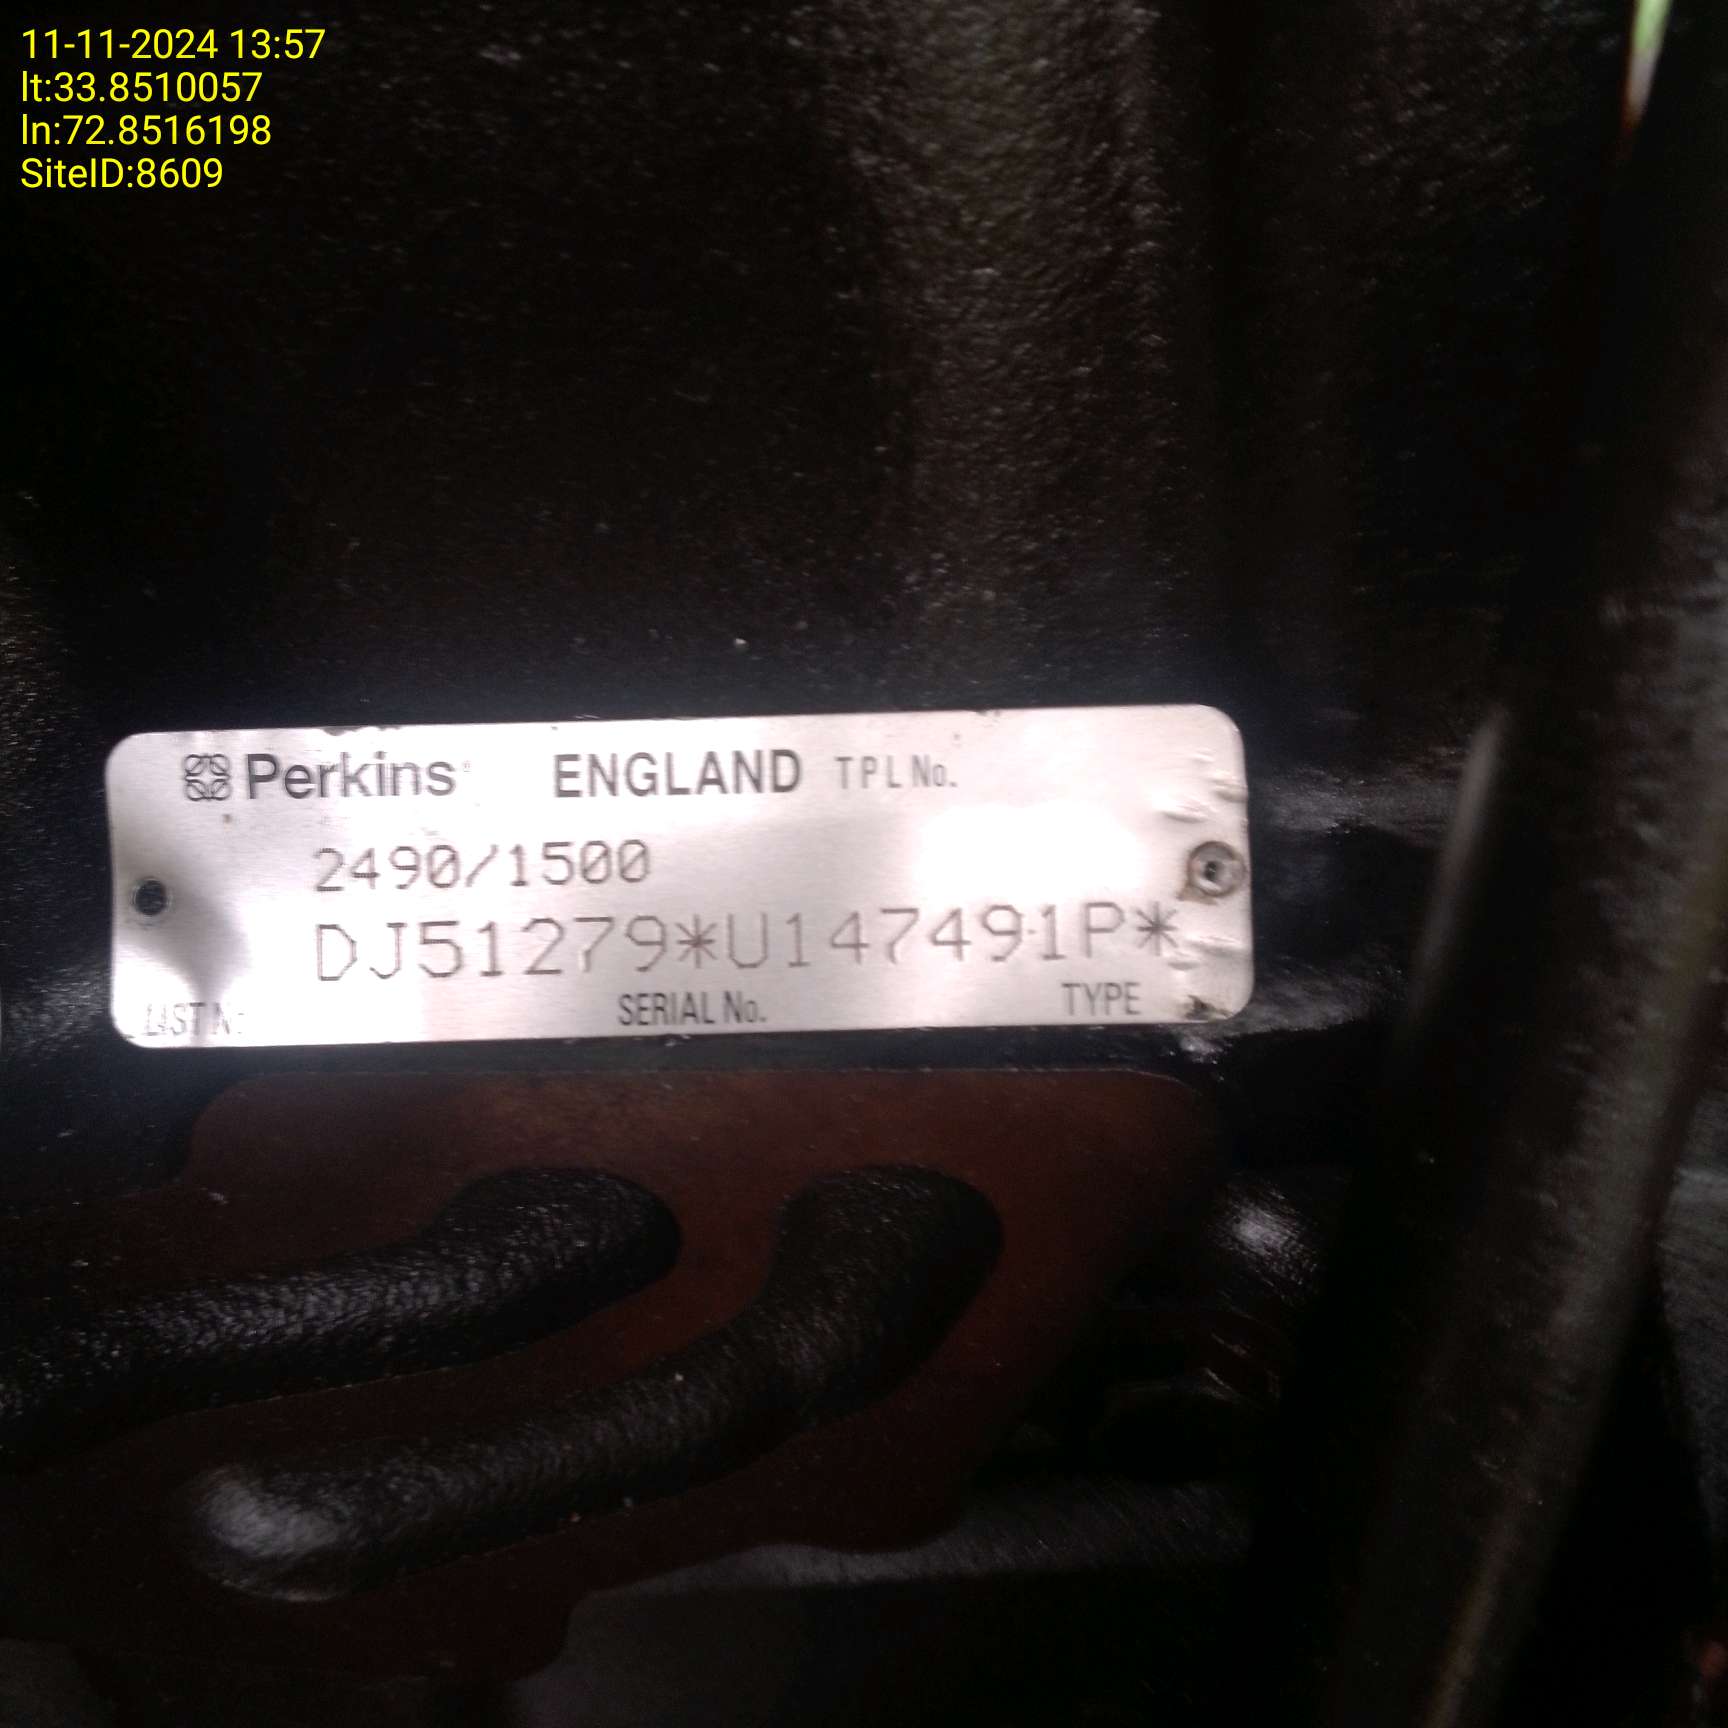 11-11-2024 13:57
lt:33.8510057
ln:72.8516198
SiteID:8609
Perkins ENGLAND TPL No.
2490/1500
DJ51279*U147491P*
LIST No. SERIAL No. TYPE